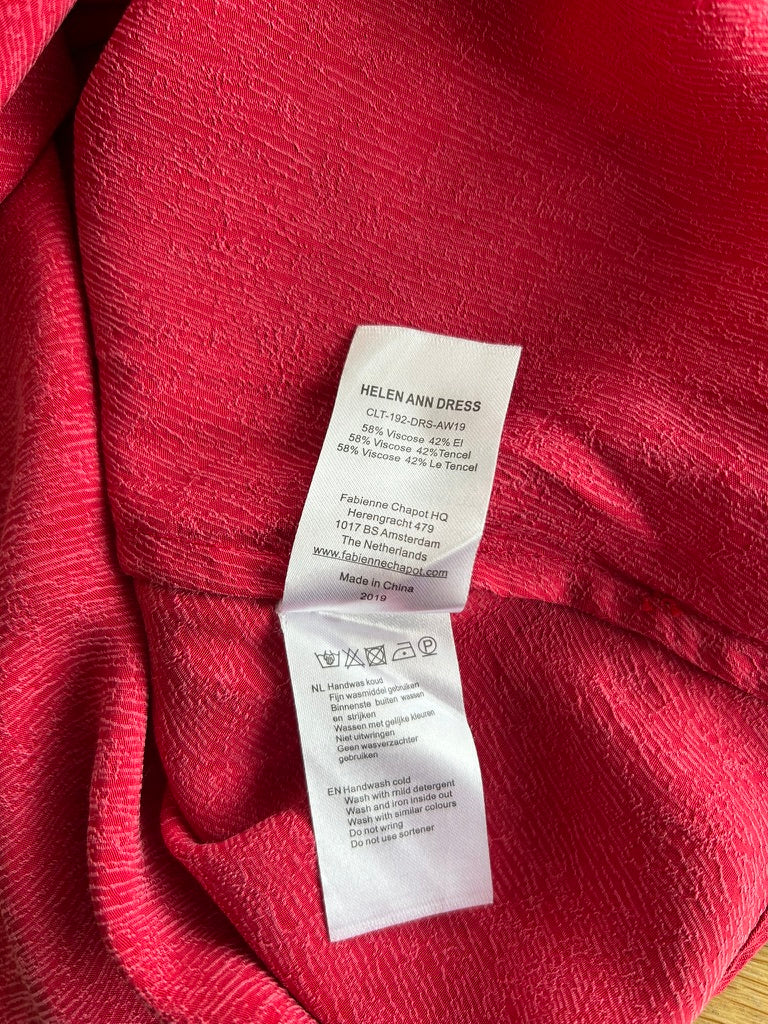 HELEN ANN DRESS
CLT-192-DRS-AW19
58% Viscose 42% El
58% Viscose 42%Tencel
58% Viscose 42% Le Tencel
Fabienne Chapot HQ
Herengracht 479
1017 BS Amsterdam
The Netherlands
www.fabiennechapot.com
Made in China
2019
P
NL Handwas koud
Fijn wasmiddel gebruiken
Binnenste buiten wassen
en strijken
Wassen met gelijke kleuren
Niet uitwringen
Geen wasverzachter
gebruiken
EN Handwash cold
Wash with mild detergent
Wash and iron inside out
Wash with similar colours
Do not wring
Do not use sortener